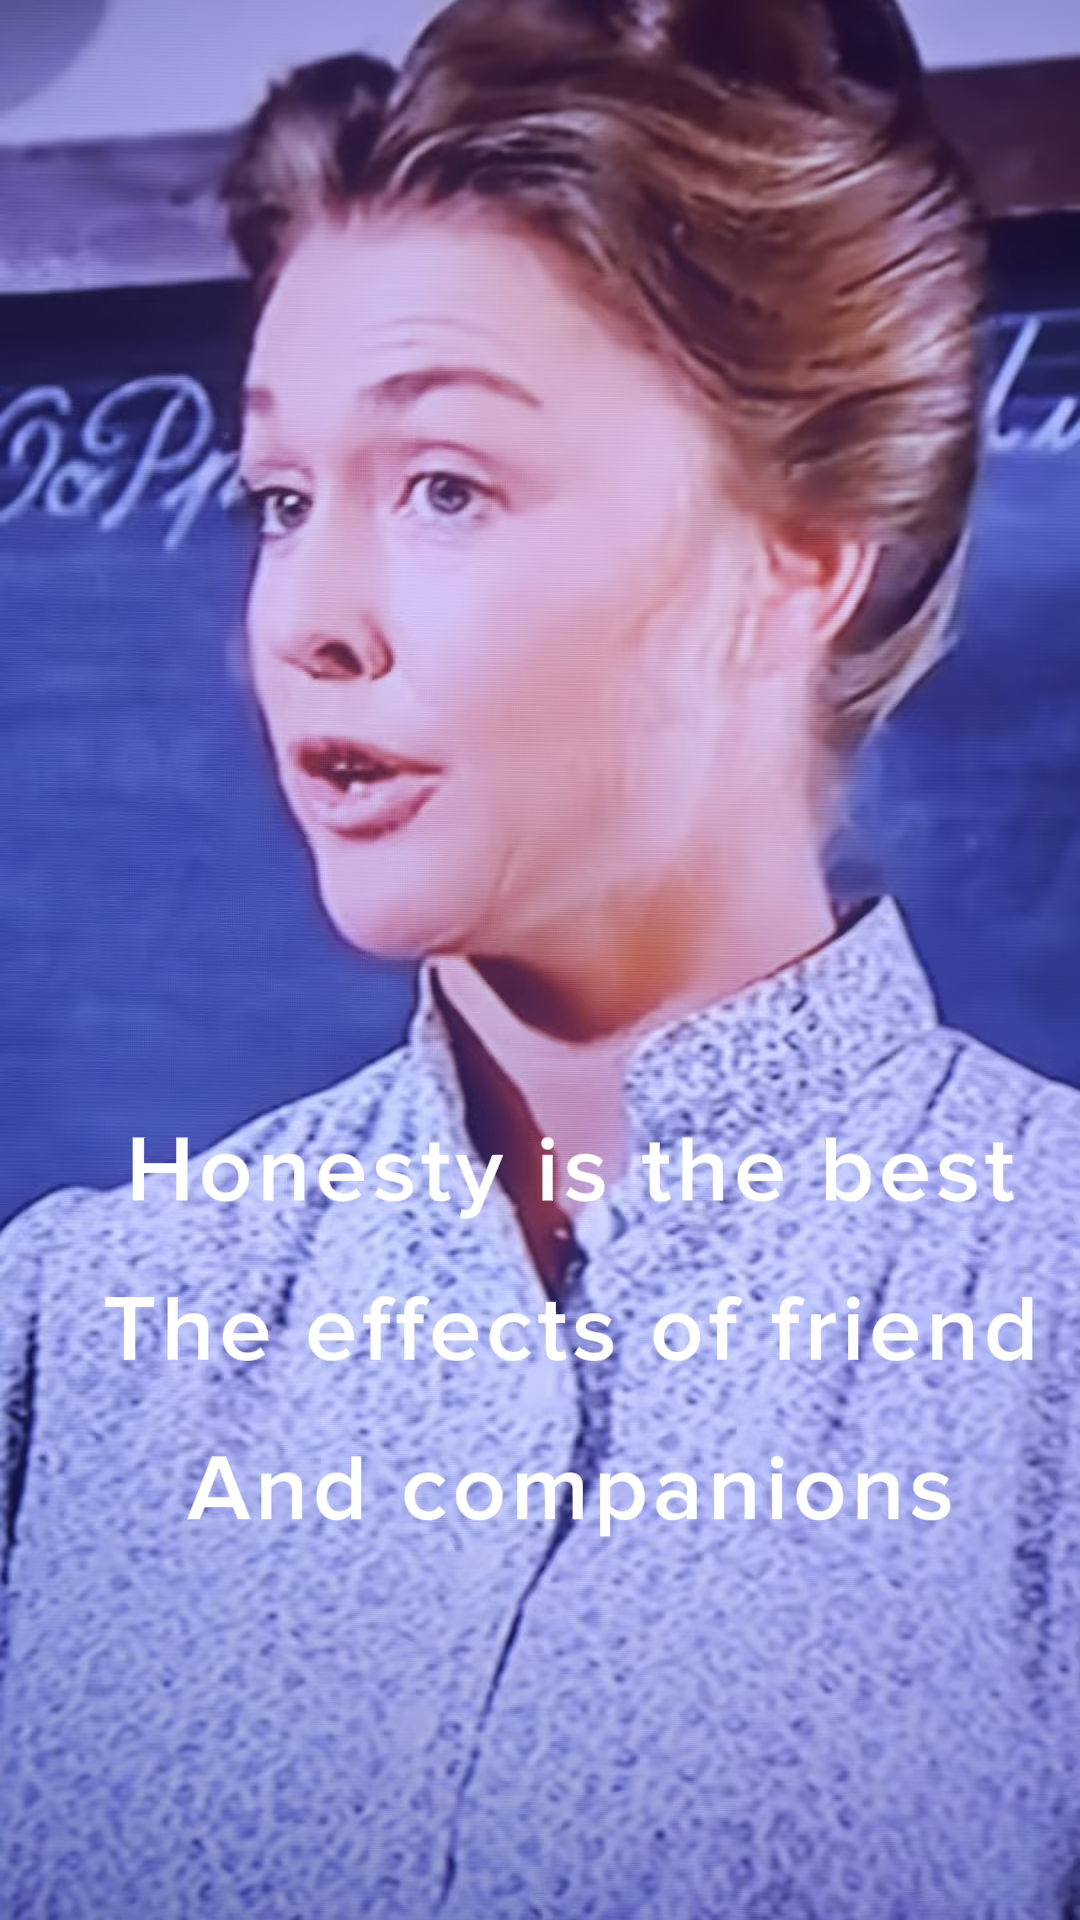 Honesty is the best
The effects of friend
And companions